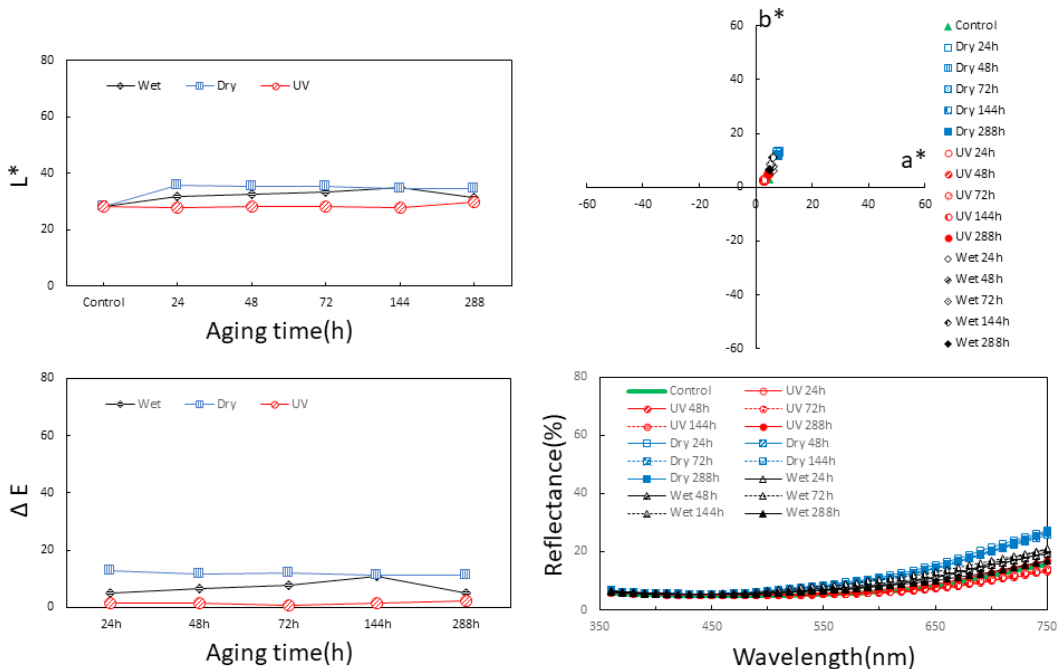 80
60
40
20
0
L*
Wet Dry UV
Control 24 48 72 144 288
Aging time(h)
b*
a*
60
40
20
0
-20
-40
-60
-60 -40 -20 0 20 40 60
Control
Dry 24h
Dry 48h
Dry 72h
Dry 144h
Dry 288h
UV 24h
UV 48h
UV 72h
UV 144h
UV 288h
Wet 24h
Wet 48h
Wet 72h
Wet 144h
Wet 288h
80
60
40
20
0
Δ E
Wet Dry UV
24h 48h 72h 144h 288h
Aging time(h)
80
60
40
20
0
Reflectance(%)
Control UV 24h
UV 48h UV 72h
UV 144h UV 288h
Dry 24h Dry 48h
Dry 72h Dry 144h
Dry 288h Wet 24h
Wet 48h Wet 72h
Wet 144h Wet 288h
350 450 550 650 750
Wavelength(nm)